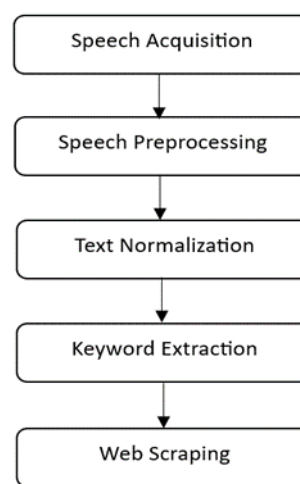 Speech Acquisition
Speech Preprocessing
Text Normalization
Keyword Extraction
Web Scraping